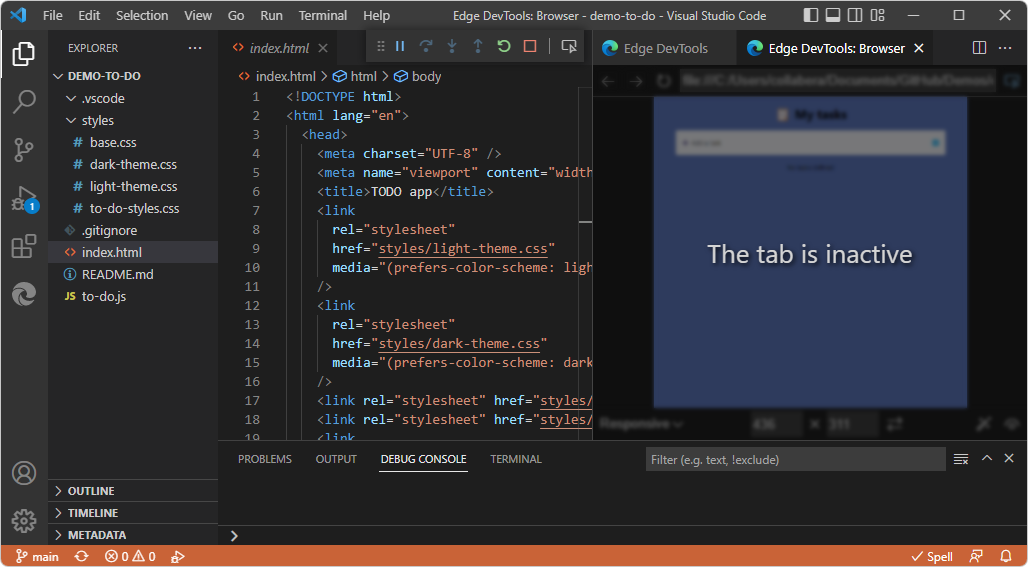 File Edit Selection View Go Run Terminal Help Edge DevTools: Browser - demo-to-do - Visual Studio Code
EXPLORER
DEMO-TO-DO
.vscode
styles
# base.css
# dark-theme.css
# light-theme.css
# to-do-styles.css
.gitignore
<> index.html
README.md
JS to-do.js
OUTLINE
TIMELINE
METADATA
1
<> index.html
<> index.html > html > body
1 <!DOCTYPE html>
2 <html lang="en">
3 <head>
4 <meta charset="UTF-8" />
5 <meta name="viewport" content="width
6 <title>TODO app</title>
7 <link
8 rel="stylesheet"
9 href="styles/light-theme.css"
10 media="(prefers-color-scheme: ligh
11 />
12 <link
13 rel="stylesheet"
14 href="styles/dark-theme.css"
15 media="(prefers-color-scheme: dark
16 />
17 <link rel="stylesheet" href="styles/
18 <link rel="stylesheet" href="styles/
19 <link
Edge DevTools
Edge DevTools: Browser
My tasks
The tab is inactive
Responsive 436 × 311
PROBLEMS OUTPUT DEBUG CONSOLE TERMINAL
Filter (e.g. text, !exclude)
main 0 0 Spell